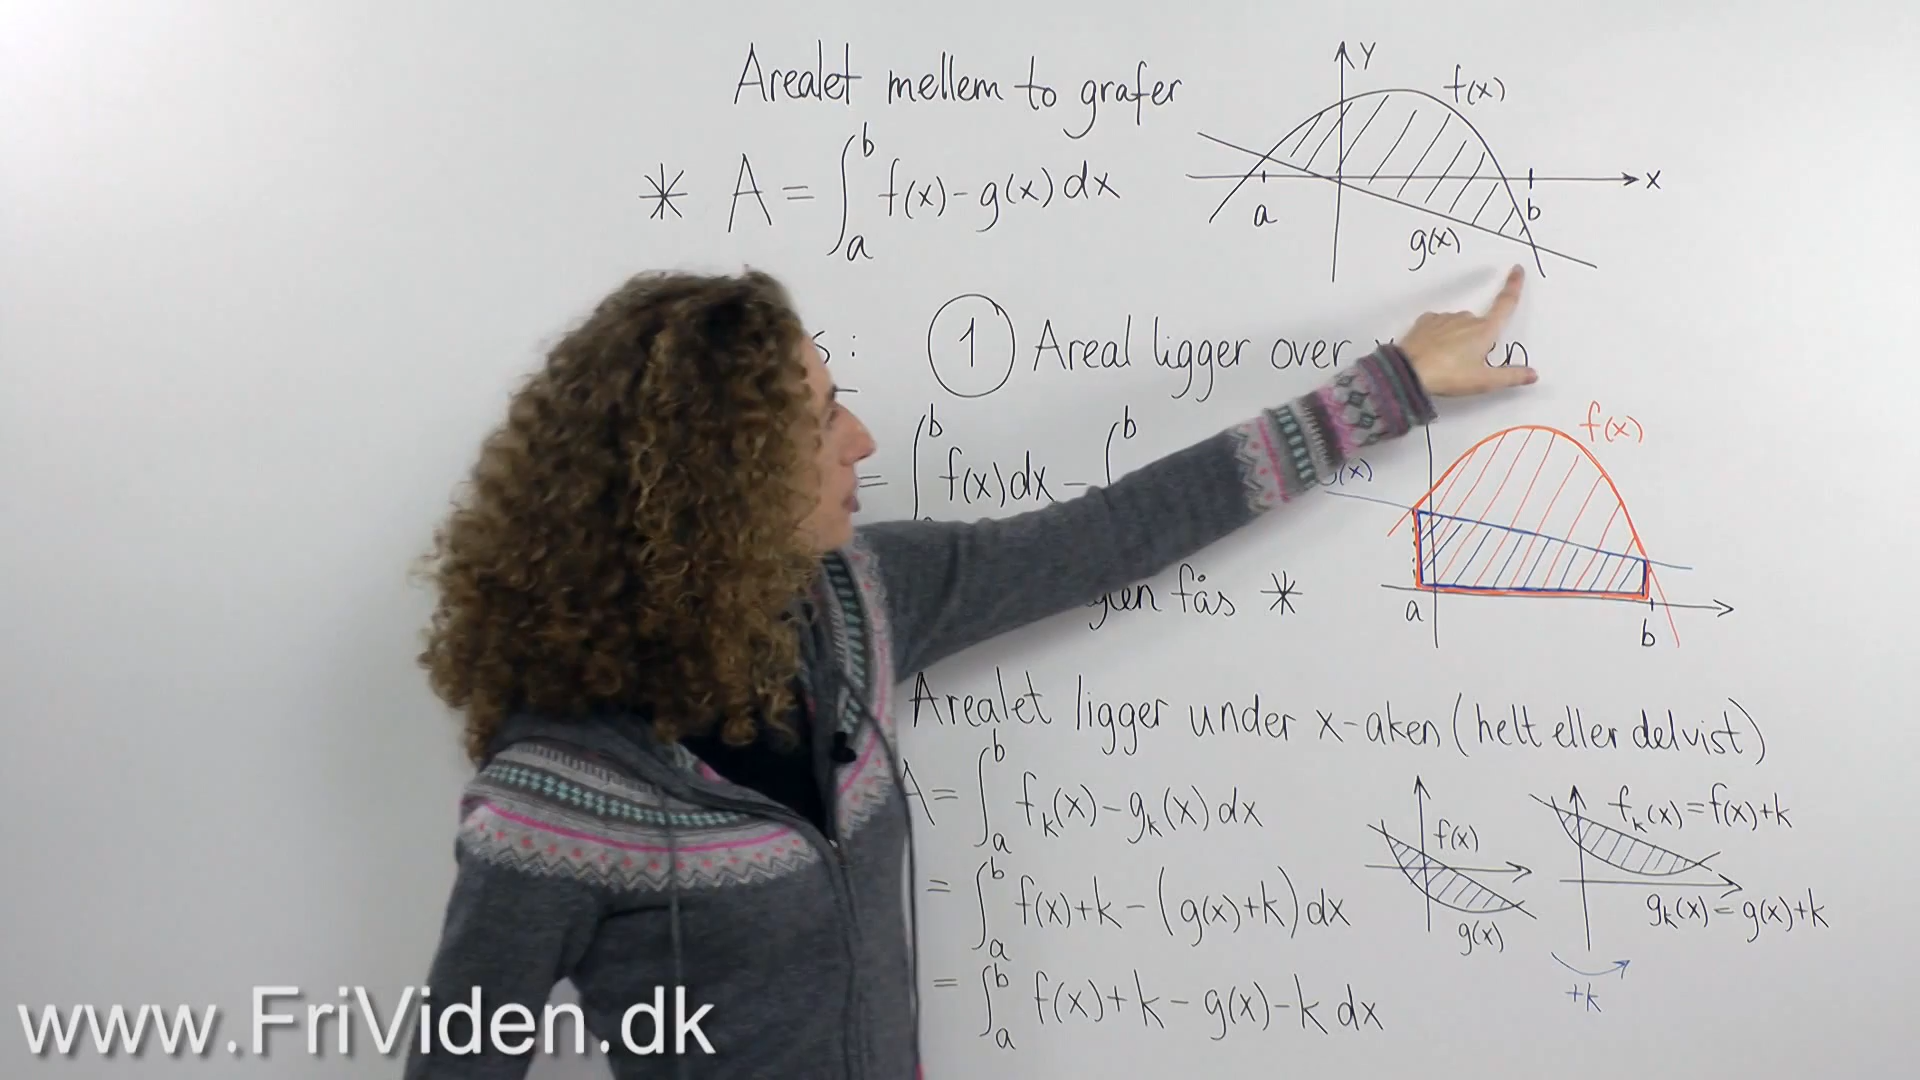 Arealet mellem to grafer
* A = ∫_a^b f(x) - g(x) dx
y
f(x)
x
a
b
g(x)
: ① Areal ligger over
= ∫^b f(x)dx - ∫^b
f(x)
(x)
a
b
fås *
Arealet ligger under x-aken (helt eller delvist)
A = ∫_a^b f_k(x) - g_k(x) dx
= ∫_a^b f(x)+k - (g(x)+k) dx
= ∫_a^b f(x)+k - g(x) - k dx
f(x)
g(x)
f_k(x) = f(x)+k
g_k(x) = g(x)+k
+k
www.FriViden.dk